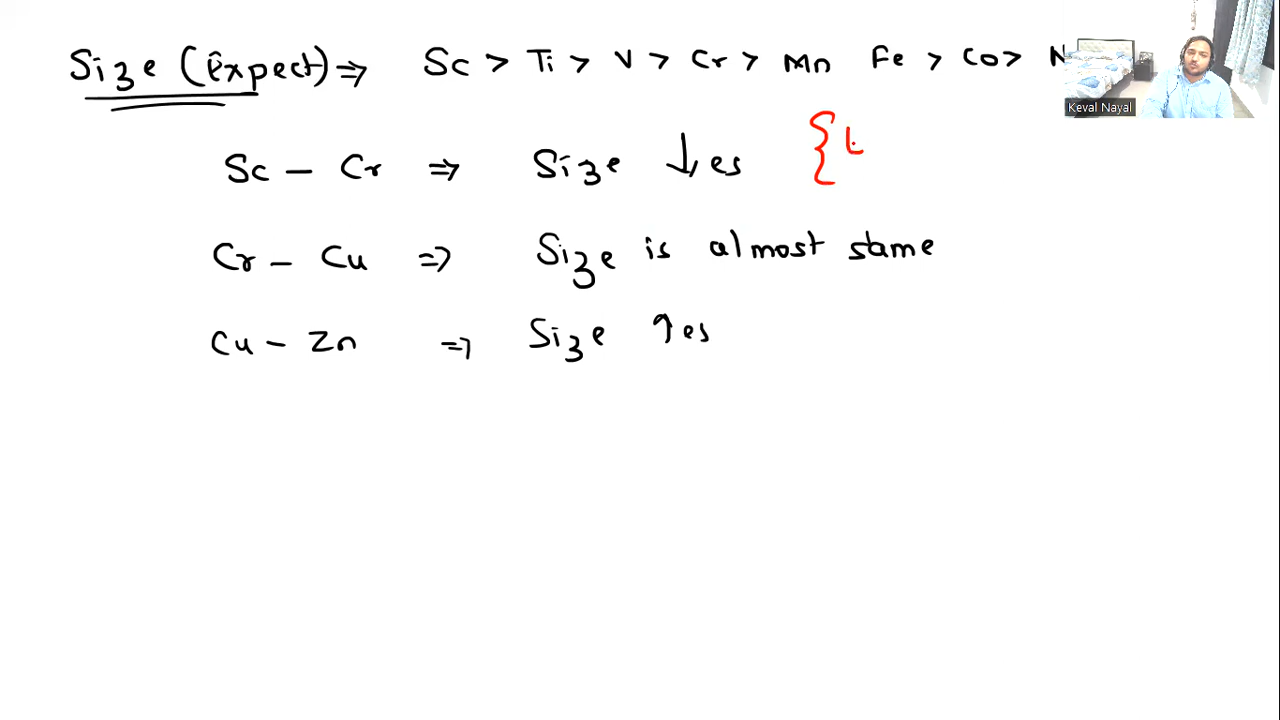 Size (Expect) ⇒ Sc > Ti > V > Cr > Mn Fe > Co > N
Keval Nayal
Sc – Cr ⇒ Size ↓es {
Cr – Cu ⇒ Size is almost same
Cu – Zn ⇒ Size ↑es